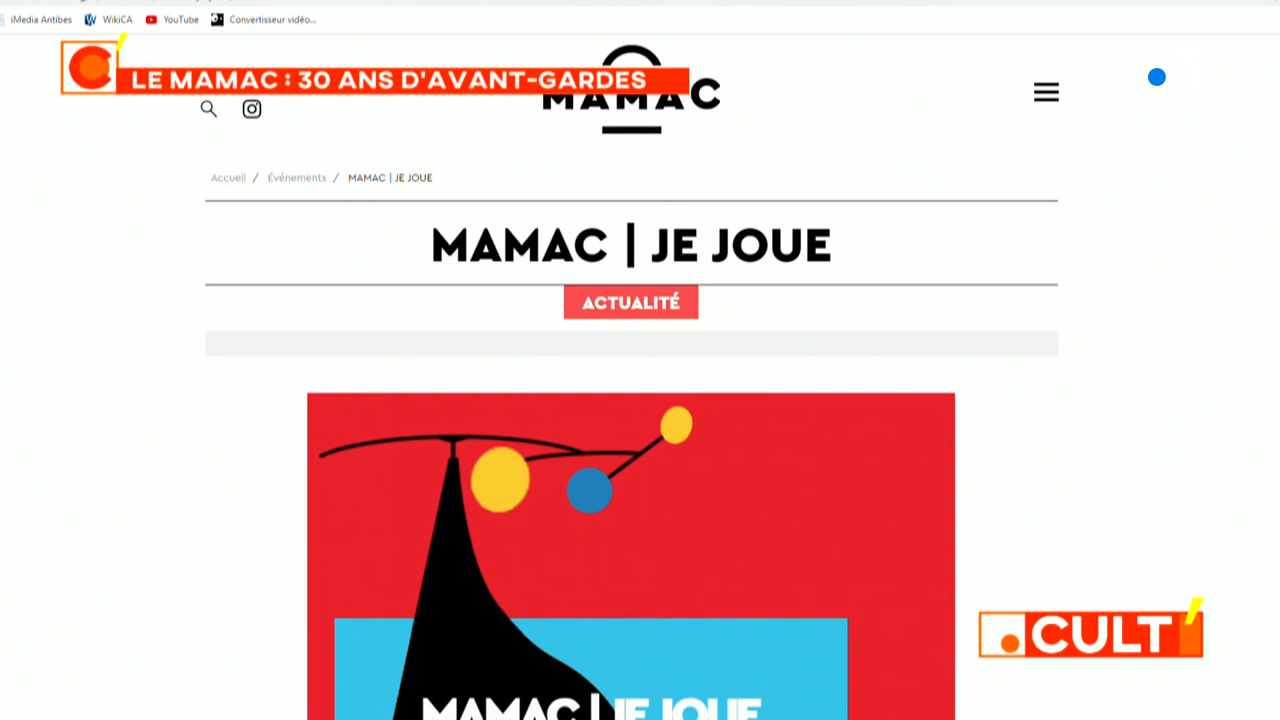 iMedia Antibes WikiCA YouTube Convertisseur vidéo...
C'
LE MAMAC : 30 ANS D'AVANT-GARDES
MAMAC
Accueil / Événements / MAMAC | JE JOUE
MAMAC | JE JOUE
ACTUALITÉ
.CULT'
MAMAC | JE JOUE